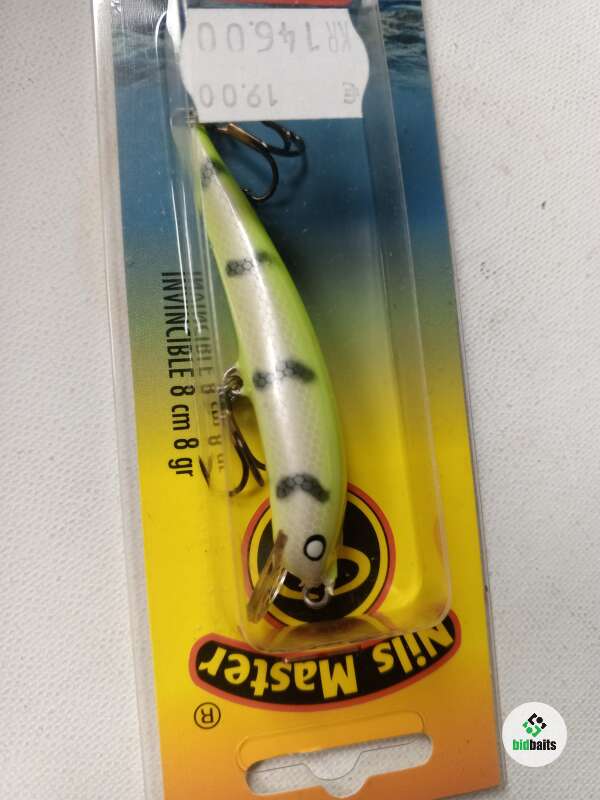 KR 146.00
€ 19.00
INVINCIBLE 8 cm 8 gr
Nils Master
®
bidbaits